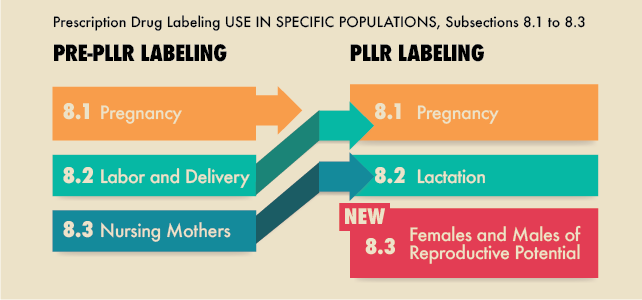 Prescription Drug Labeling USE IN SPECIFIC POPULATIONS, Subsections 8.1 to 8.3
PRE-PLLR LABELING
8.1 Pregnancy
8.2 Labor and Delivery
8.3 Nursing Mothers
PLLR LABELING
8.1 Pregnancy
8.2 Lactation
NEW
8.3 Females and Males of
Reproductive Potential